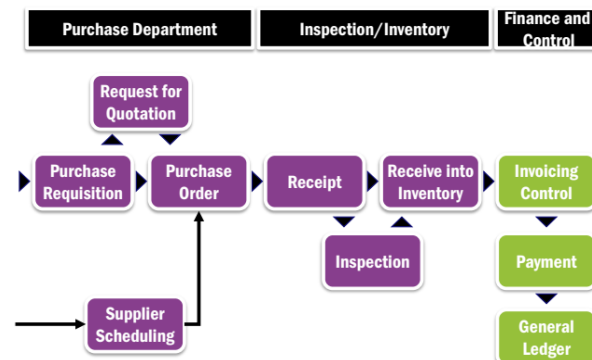 Purchase Department
Inspection/Inventory
Finance and
Control
Request for
Quotation
Purchase
Requisition
Purchase
Order
Receipt
Receive into
Inventory
Invoicing
Control
Inspection
Payment
Supplier
Scheduling
General
Ledger